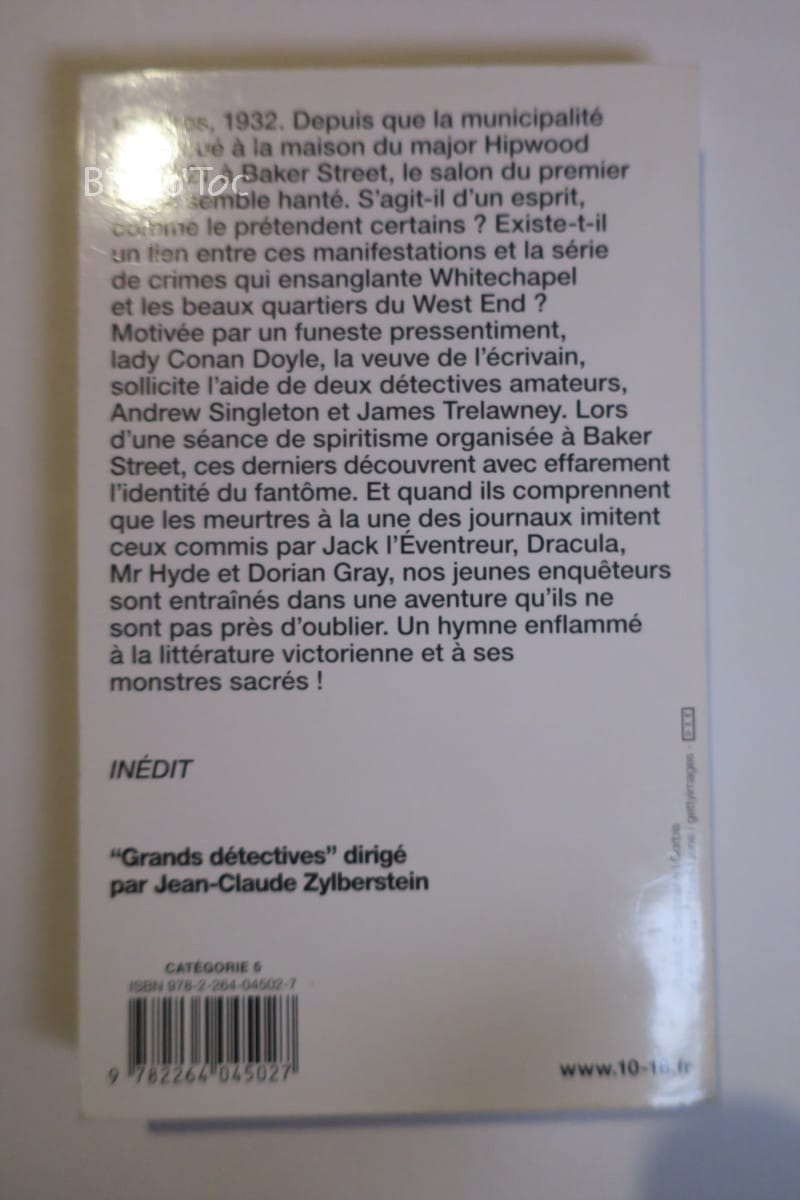 1932. Depuis que la municipalité
à la maison du major Hipwood
à Baker Street, le salon du premier
semble hanté. S'agit-il d'un esprit,
comme le prétendent certains ? Existe-t-il
un lien entre ces manifestations et la série
de crimes qui ensanglante Whitechapel
et les beaux quartiers du West End ?
Motivée par un funeste pressentiment,
lady Conan Doyle, la veuve de l'écrivain,
sollicite l'aide de deux détectives amateurs,
Andrew Singleton et James Trelawney. Lors
d'une séance de spiritisme organisée à Baker
Street, ces derniers découvrent avec effarement
l'identité du fantôme. Et quand ils comprennent
que les meurtres à la une des journaux imitent
ceux commis par Jack l'Éventreur, Dracula,
Mr Hyde et Dorian Gray, nos jeunes enquêteurs
sont entraînés dans une aventure qu'ils ne
sont pas près d'oublier. Un hymne enflammé
à la littérature victorienne et à ses
monstres sacrés !
INÉDIT
“Grands détectives” dirigé
par Jean-Claude Zylberstein
CATÉGORIE 5
ISBN 978-2-264-04502-7
9 782264 045027
www.10-18.fr
gettyimages